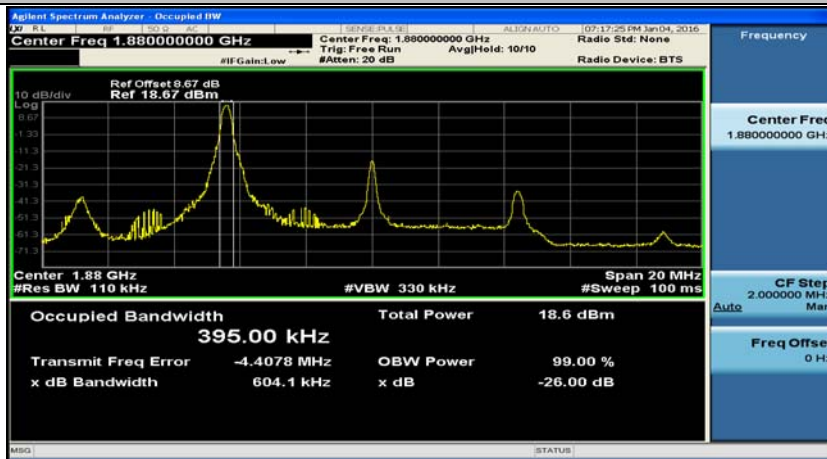 Agilent Spectrum Analyzer - Occupied BW
RL RF 50 Ω AC SENSE:PULSE ALIGN AUTO 07:17:25 PM Jan 04, 2016
Center Freq 1.880000000 GHz
Center Freq: 1.880000000 GHz
Radio Std: None
Trig: Free Run Avg|Hold: 10/10
#IFGain:Low #Atten: 20 dB Radio Device: BTS
Ref Offset 8.67 dB
10 dB/div Ref 18.67 dBm
Log
8.67
-1.33
-11.3
-21.3
-31.3
-41.3
-51.3
-61.3
-71.3
Center 1.88 GHz Span 20 MHz
#Res BW 110 kHz #VBW 330 kHz #Sweep 100 ms
Occupied Bandwidth Total Power 18.6 dBm
395.00 kHz
Transmit Freq Error -4.4078 MHz OBW Power 99.00 %
x dB Bandwidth 604.1 kHz x dB -26.00 dB
MSG STATUS
Frequency
Center Freq
1.880000000 GHz
CF Step
2.000000 MHz
Auto Man
Freq Offse
0 Hz